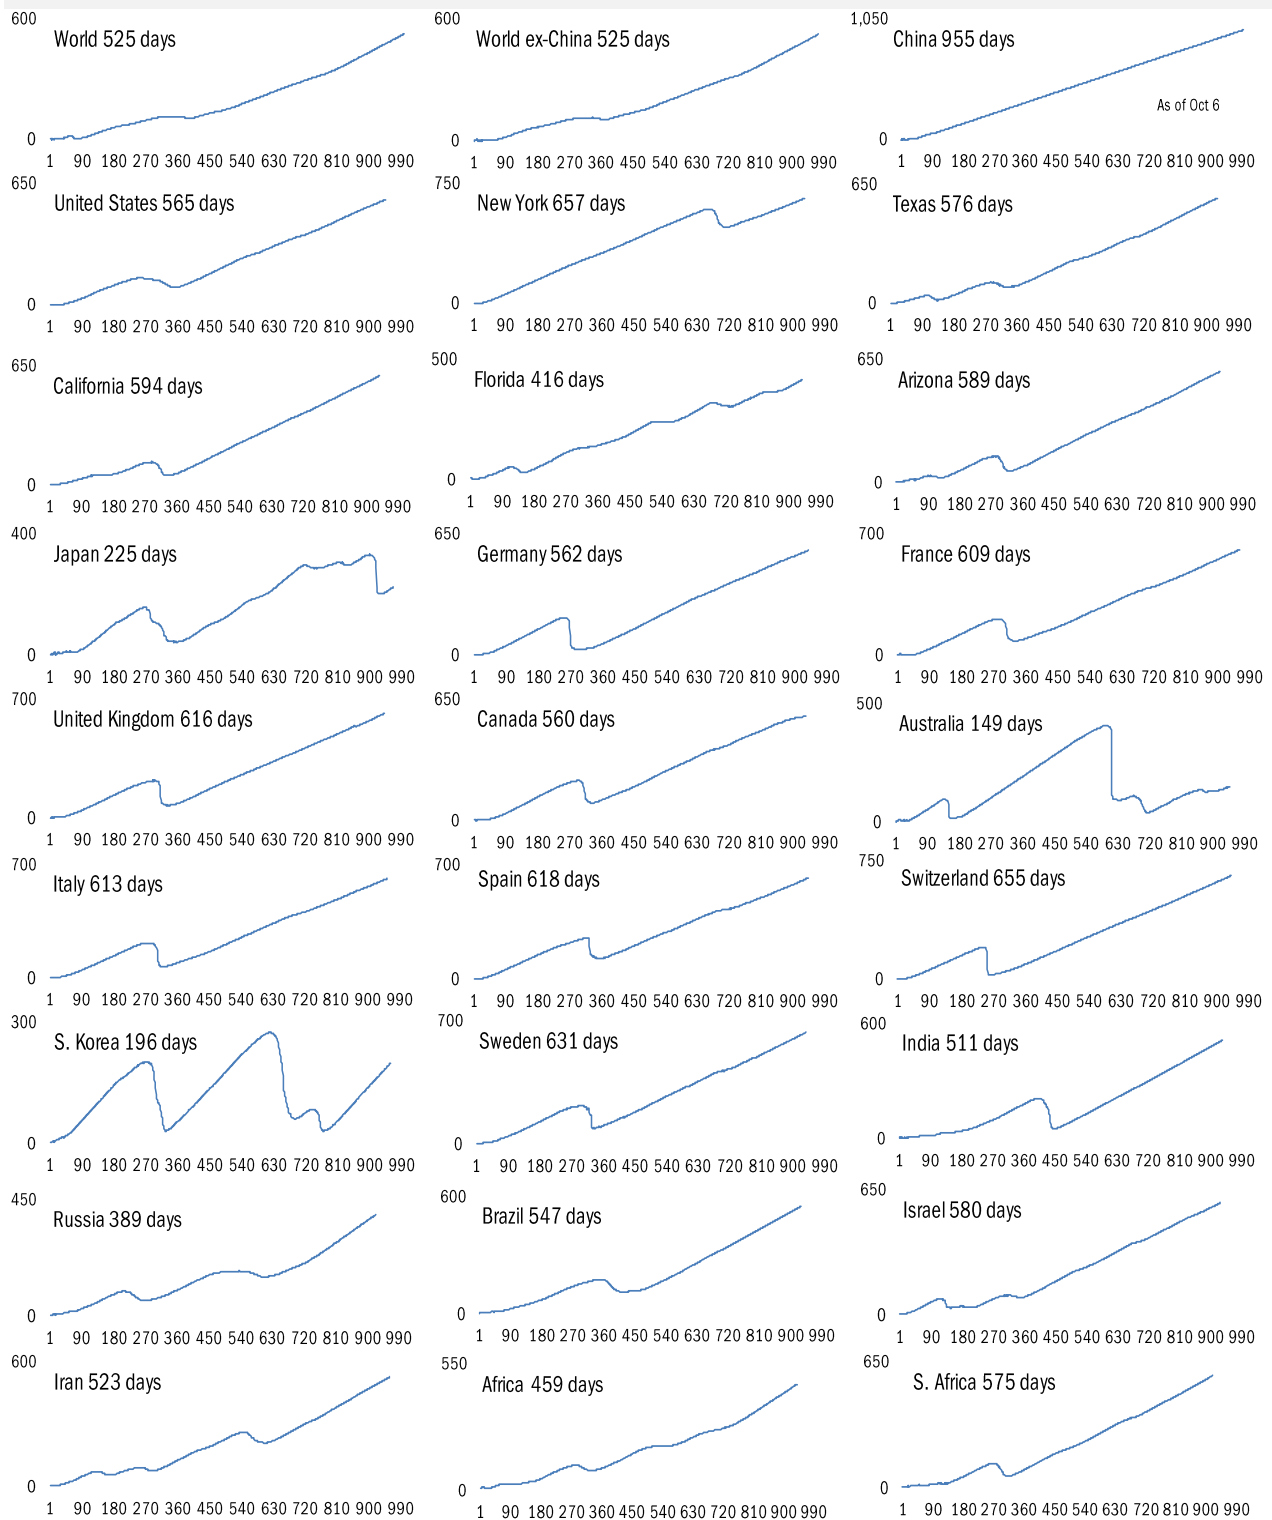 600 600 1,050
World 525 days World ex-China 525 days China 955 days
As of Oct 6
0 0 0
1 90 180 270 360 450 540 630 720 810 900 990 1 90 180 270 360 450 540 630 720 810 900 990 1 90 180 270 360 450 540 630 720 810 900 990
650 750 650
United States 565 days New York 657 days Texas 576 days
0 0 0
1 90 180 270 360 450 540 630 720 810 900 990 1 90 180 270 360 450 540 630 720 810 900 990 1 90 180 270 360 450 540 630 720 810 900 990
650 500 650
California 594 days Florida 416 days Arizona 589 days
0 0 0
1 90 180 270 360 450 540 630 720 810 900 990 1 90 180 270 360 450 540 630 720 810 900 990 1 90 180 270 360 450 540 630 720 810 900 990
400 650 700
Japan 225 days Germany 562 days France 609 days
0 0 0
1 90 180 270 360 450 540 630 720 810 900 990 1 90 180 270 360 450 540 630 720 810 900 990 1 90 180 270 360 450 540 630 720 810 900 990
700 650 500
United Kingdom 616 days Canada 560 days Australia 149 days
0 0 0
1 90 180 270 360 450 540 630 720 810 900 990 1 90 180 270 360 450 540 630 720 810 900 990 1 90 180 270 360 450 540 630 720 810 900 990
700 700 750
Italy 613 days Spain 618 days Switzerland 655 days
0 0 0
1 90 180 270 360 450 540 630 720 810 900 990 1 90 180 270 360 450 540 630 720 810 900 990 1 90 180 270 360 450 540 630 720 810 900 990
300 700 600
S. Korea 196 days Sweden 631 days India 511 days
0 0 0
1 90 180 270 360 450 540 630 720 810 900 990 1 90 180 270 360 450 540 630 720 810 900 990 1 90 180 270 360 450 540 630 720 810 900 990
450 600 650
Russia 389 days Brazil 547 days Israel 580 days
0 0 0
1 90 180 270 360 450 540 630 720 810 900 990 1 90 180 270 360 450 540 630 720 810 900 990 1 90 180 270 360 450 540 630 720 810 900 990
600 550 650
Iran 523 days Africa 459 days S. Africa 575 days
0 0 0
1 90 180 270 360 450 540 630 720 810 900 990 1 90 180 270 360 450 540 630 720 810 900 990 1 90 180 270 360 450 540 630 720 810 900 990